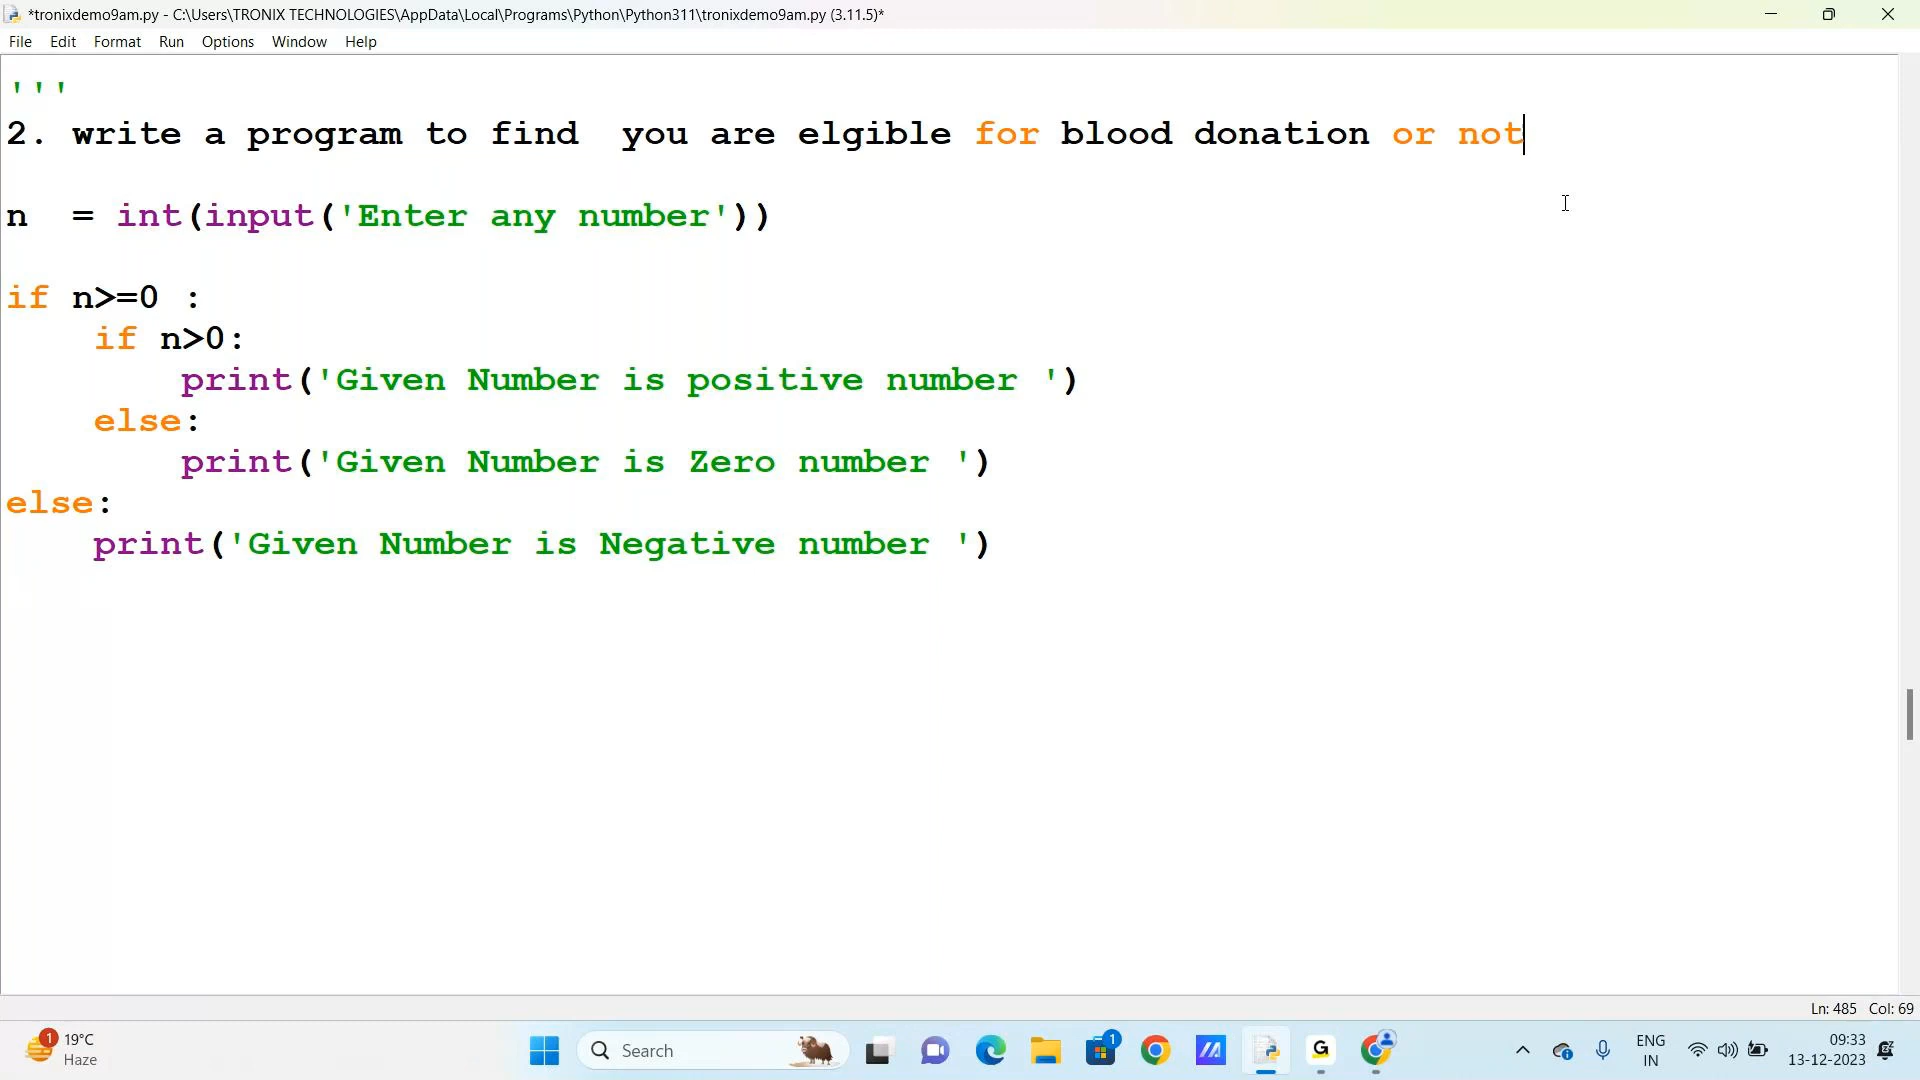 *tronixdemo9am.py - C:\Users\TRONIX TECHNOLOGIES\AppData\Local\Programs\Python\Python311\tronixdemo9am.py (3.11.5)*
File Edit Format Run Options Window Help
'''
2. write a program to find  you are elgible for blood donation or not
n  = int(input('Enter any number'))
if n>=0 :
    if n>0:
        print('Given Number is positive number ')
    else:
        print('Given Number is Zero number ')
else:
    print('Given Number is Negative number ')
Ln: 485 Col: 69
1 19°C
Haze
Search
1
G
ENG
IN
09:33
13-12-2023